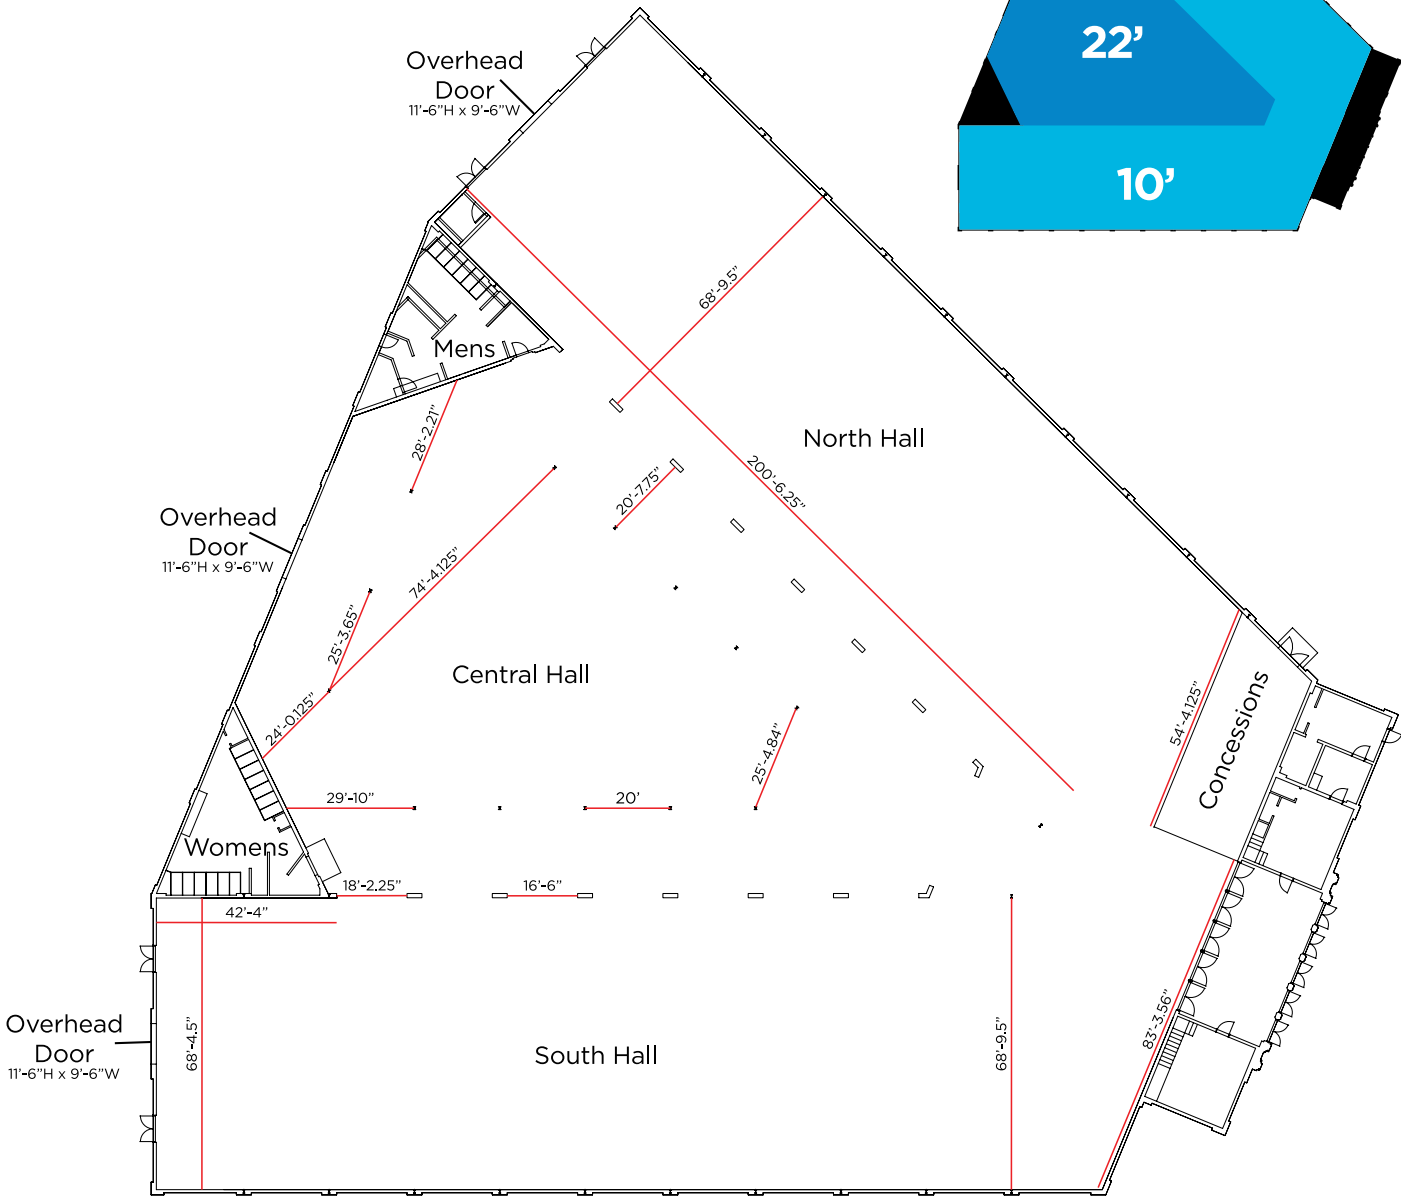 22’
10’
Overhead
Door
11’-6”H x 9’-6”W
68’-9.5”
Mens
28’-2.21”
North Hall
200’-6.25”
20’-7.75”
Overhead
Door
11’-6”H x 9’-6”W
74’-4.125”
25’-3.65”
Central Hall
24’-0.125”
54’-4.125”
Concessions
25’-4.84”
29’-10”
20’
Womens
18’-2.25”
16’-6”
42’-4”
68’-4.5”
68’-9.5”
83’-3.56”
Overhead
Door
11’-6”H x 9’-6”W
South Hall